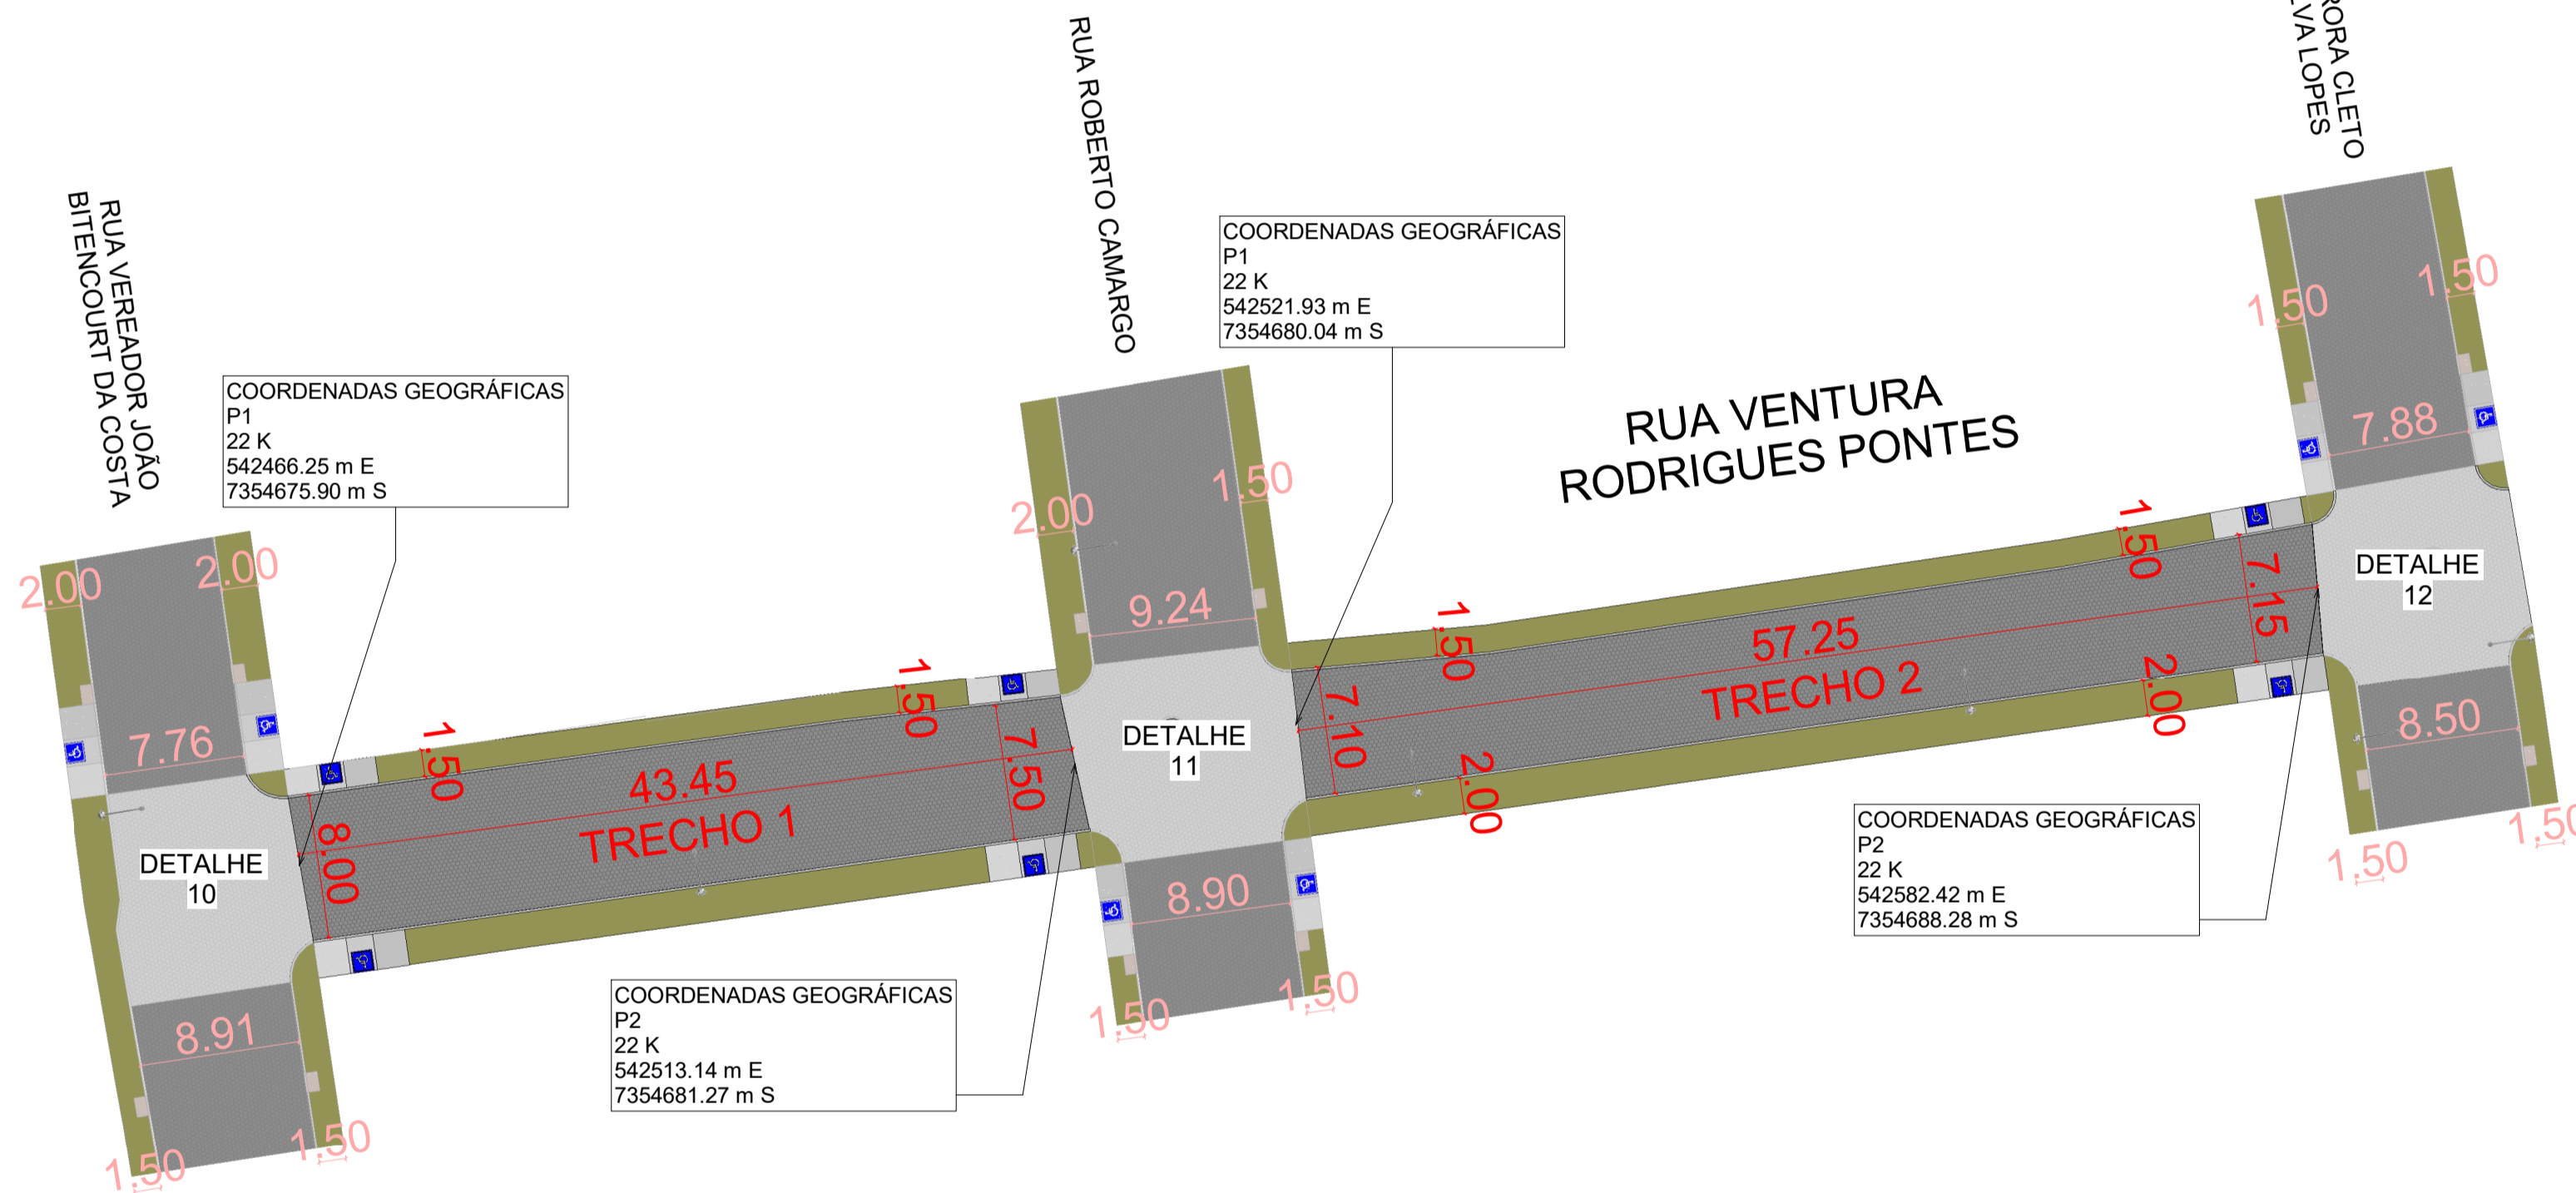 RUA VEREADOR JOÃO
BITENCOURT DA COSTA
RUA ROBERTO CAMARGO
CLETO
LOPES
COORDENADAS GEOGRÁFICAS
P1
22 K
542466.25 m E
7354675.90 m S
COORDENADAS GEOGRÁFICAS
P1
22 K
542521.93 m E
7354680.04 m S
RUA VENTURA
RODRIGUES PONTES
2.00
2.00
7.76
DETALHE
10
8.91
1.50
1.50
1.50
1.50
8.00
43.45
TRECHO 1
7.50
2.00
1.50
9.24
DETALHE
11
8.90
1.50
1.50
1.50
1.50
7.10
57.25
TRECHO 2
7.15
2.00
2.00
1.50
1.50
7.88
DETALHE
12
8.50
1.50
1.50
COORDENADAS GEOGRÁFICAS
P2
22 K
542513.14 m E
7354681.27 m S
COORDENADAS GEOGRÁFICAS
P2
22 K
542582.42 m E
7354688.28 m S